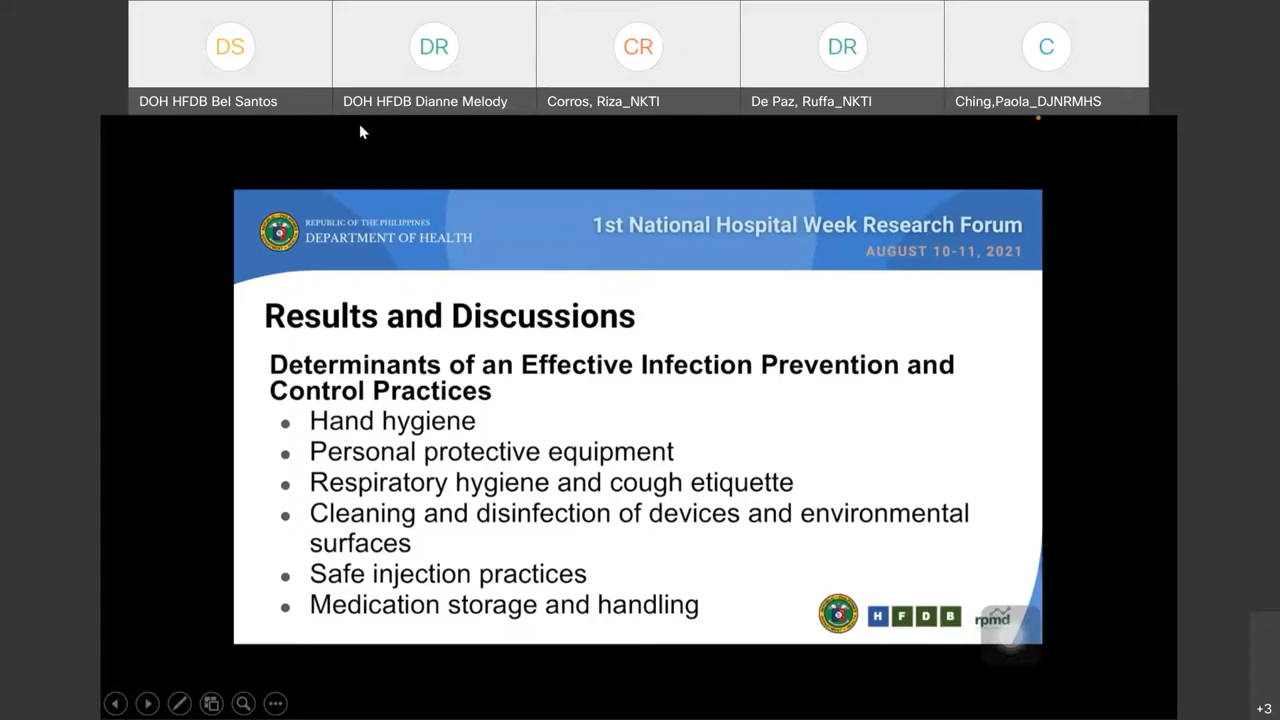 DS
DR
CR
DR
C
DOH HFDB Bel Santos
DOH HFDB Dianne Melody
Corros, Riza_NKTI
De Paz, Ruffa_NKTI
Ching,Paola_DJNRMHS
REPUBLIC OF THE PHILIPPINES
DEPARTMENT OF HEALTH
1st National Hospital Week Research Forum
AUGUST 10-11, 2021
Results and Discussions
Determinants of an Effective Infection Prevention and
Control Practices
Hand hygiene
Personal protective equipment
Respiratory hygiene and cough etiquette
Cleaning and disinfection of devices and environmental
surfaces
Safe injection practices
Medication storage and handling
H F D B
rpmd
+3